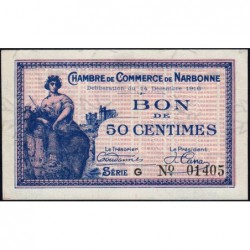 CHAMBRE DE COMMERCE DE NARBONNE
Délibération du 14 Décembre 1916
BON
DE
50 CENTIMES
Le Trésorier
Le Président
SÉRIE G No 01405